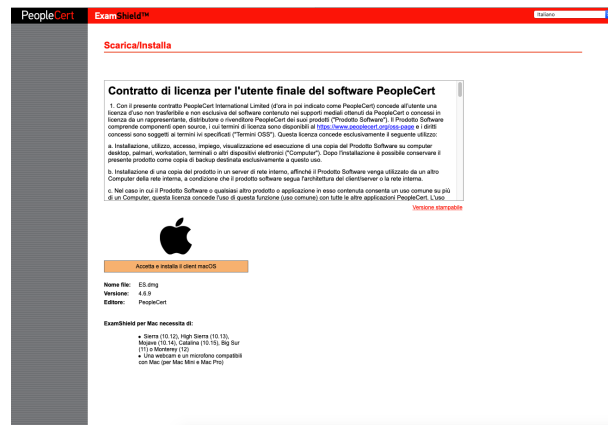 PeopleCert
ExamShield™
Italiano
Scarica/Installa
Contratto di licenza per l'utente finale del software PeopleCert
1. Con il presente contratto PeopleCert International Limited (d'ora in poi indicato come PeopleCert) concede all'utente una
licenza d'uso non trasferibile e non esclusiva del software contenuto nei supporti mediali ottenuti da PeopleCert o concessi in
licenza da un rappresentante, distributore o rivenditore PeopleCert dei suoi prodotti ("Prodotto Software"). Il Prodotto Software
comprende componenti open source, i cui termini di licenza sono disponibili al https://www.peoplecert.org/oss-page e i diritti
concessi sono soggetti ai termini ivi specificati ("Termini OSS"). Questa licenza concede esclusivamente il seguente utilizzo:
a. Installazione, utilizzo, accesso, impiego, visualizzazione ed esecuzione di una copia del Prodotto Software su computer
desktop, palmari, workstation, terminali o altri dispositivi elettronici ("Computer"). Dopo l'installazione è possibile conservare il
presente prodotto come copia di backup destinata esclusivamente a questo uso.
b. Installazione di una copia del prodotto in un server di rete interno, affinché il Prodotto Software venga utilizzato da un altro
Computer della rete interna, a condizione che il prodotto software segua l'architettura del client/server o la rete interna.
c. Nel caso in cui il Prodotto Software o qualsiasi altro prodotto o applicazione in esso contenuta consenta un uso comune su più
di un Computer, questa licenza concede l'uso di questa funzione (uso comune) con tutte le altre applicazioni PeopleCert. L'uso
Versione stampabile
Accetta e installa il client macOS
Nome file: ES.dmg
Versione: 4.6.9
Editore: PeopleCert
ExamShield per Mac necessita di:
Sierra (10.12), High Sierra (10.13),
Mojave (10.14), Catalina (10.15), Big Sur
(11) o Monterey (12)
Una webcam e un microfono compatibili
con Mac (per Mac Mini e Mac Pro)